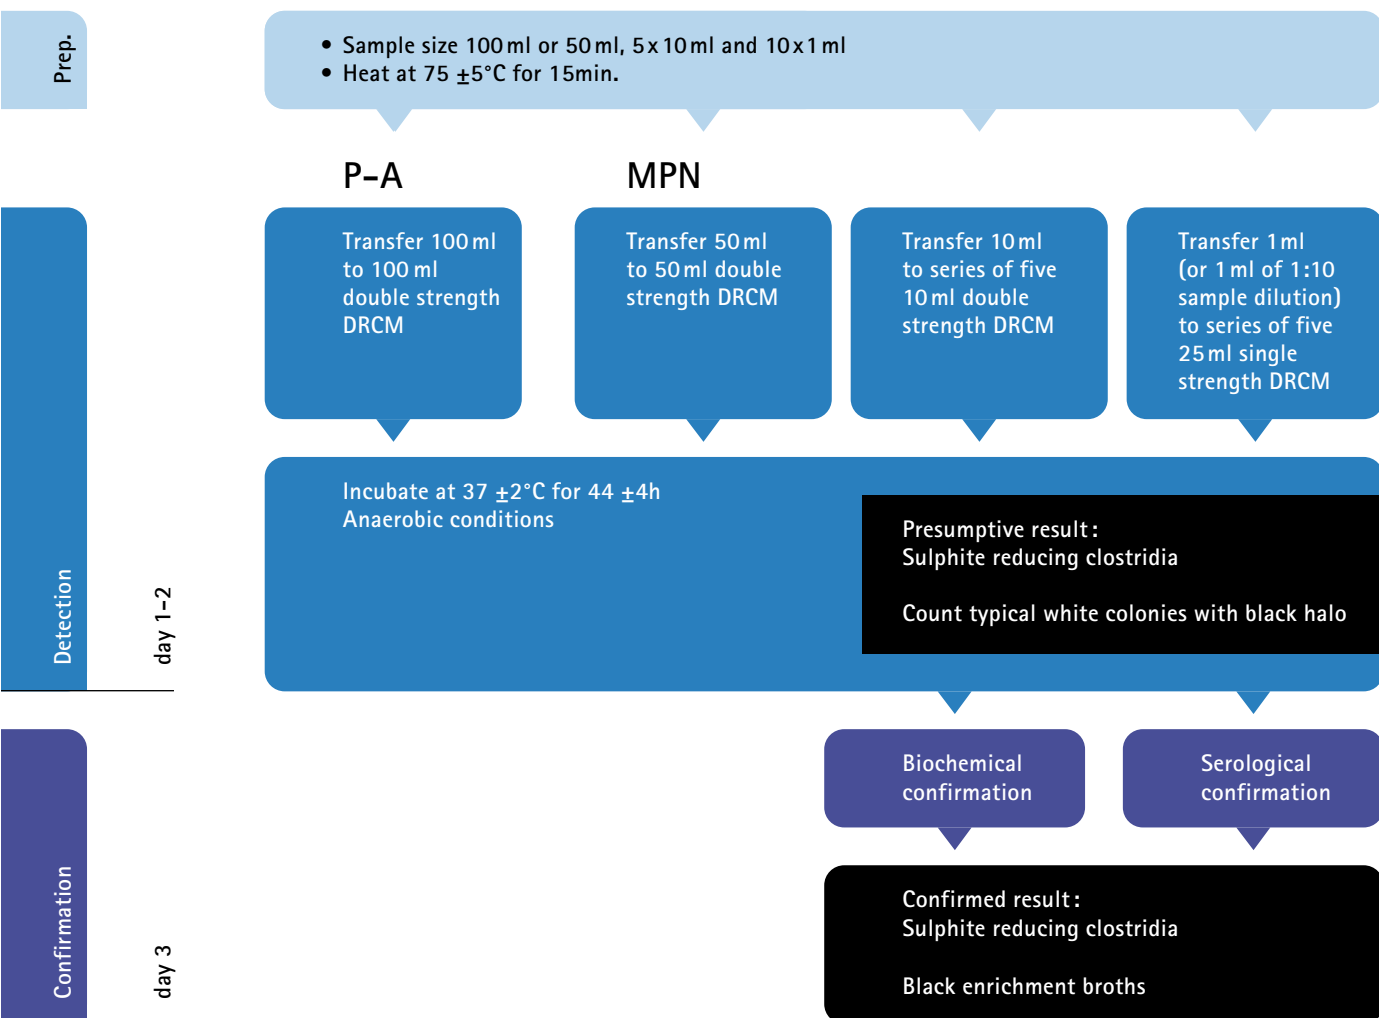 Prep.
• Sample size 100 ml or 50 ml, 5 x 10 ml and 10 x 1 ml
• Heat at 75 ±5°C for 15min.
P-A
MPN
Transfer 100 ml
to 100 ml
double strength
DRCM
Transfer 50 ml
to 50 ml double
strength DRCM
Transfer 10 ml
to series of five
10 ml double
strength DRCM
Transfer 1 ml
(or 1 ml of 1:10
sample dilution)
to series of five
25 ml single
strength DRCM
Detection
day 1-2
Incubate at 37 ±2°C for 44 ±4h
Anaerobic conditions
Presumptive result:
Sulphite reducing clostridia
Count typical white colonies with black halo
Confirmation
day 3
Biochemical
confirmation
Serological
confirmation
Confirmed result:
Sulphite reducing clostridia
Black enrichment broths